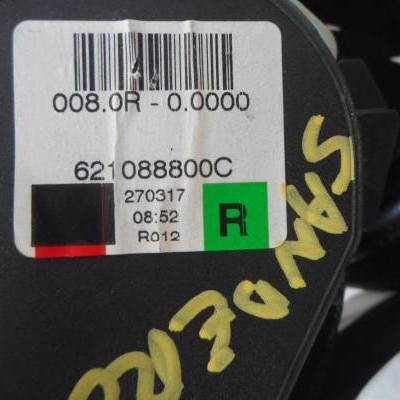 008.0R - 0.0000
621088800C
270317
08:52
R012
R
SANDERO